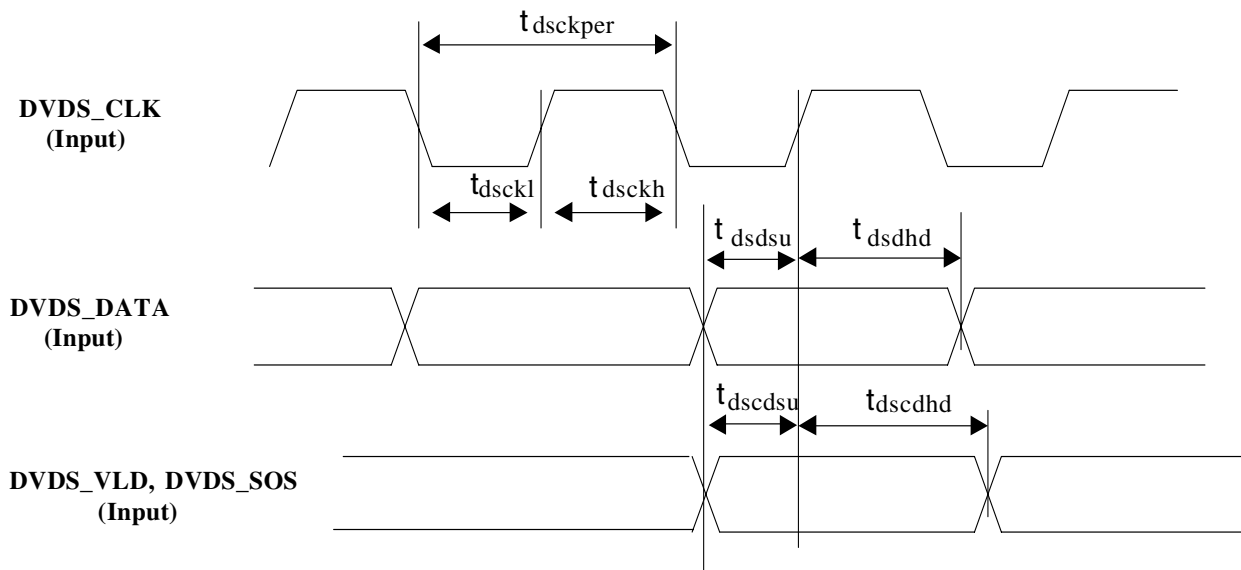 t dsckper
DVDS_CLK
(Input)
tdsckl
t dsckh
t dsdsu
t dsdhd
DVDS_DATA
(Input)
tdscdsu
tdscdhd
DVDS_VLD, DVDS_SOS
(Input)